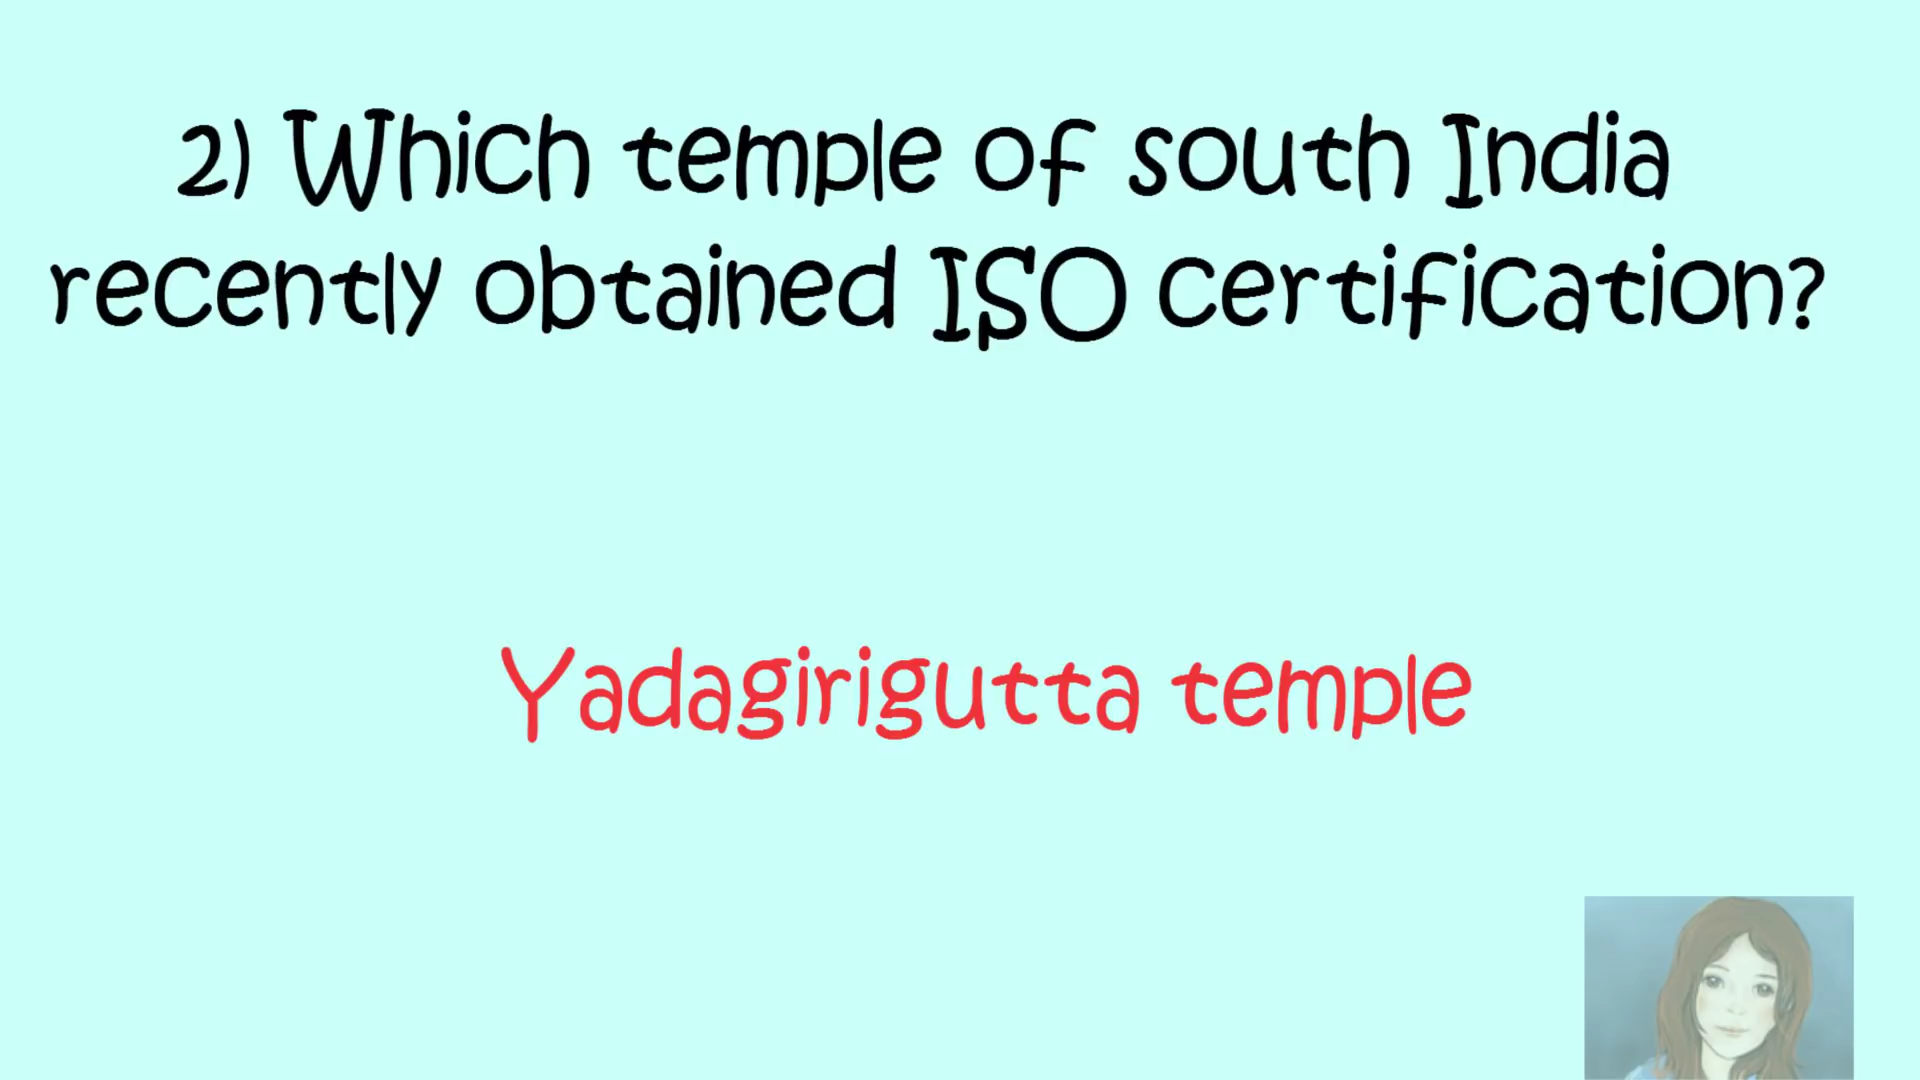 2) Which temple of south India
recently obtained ISO certification?
Yadagirigutta temple